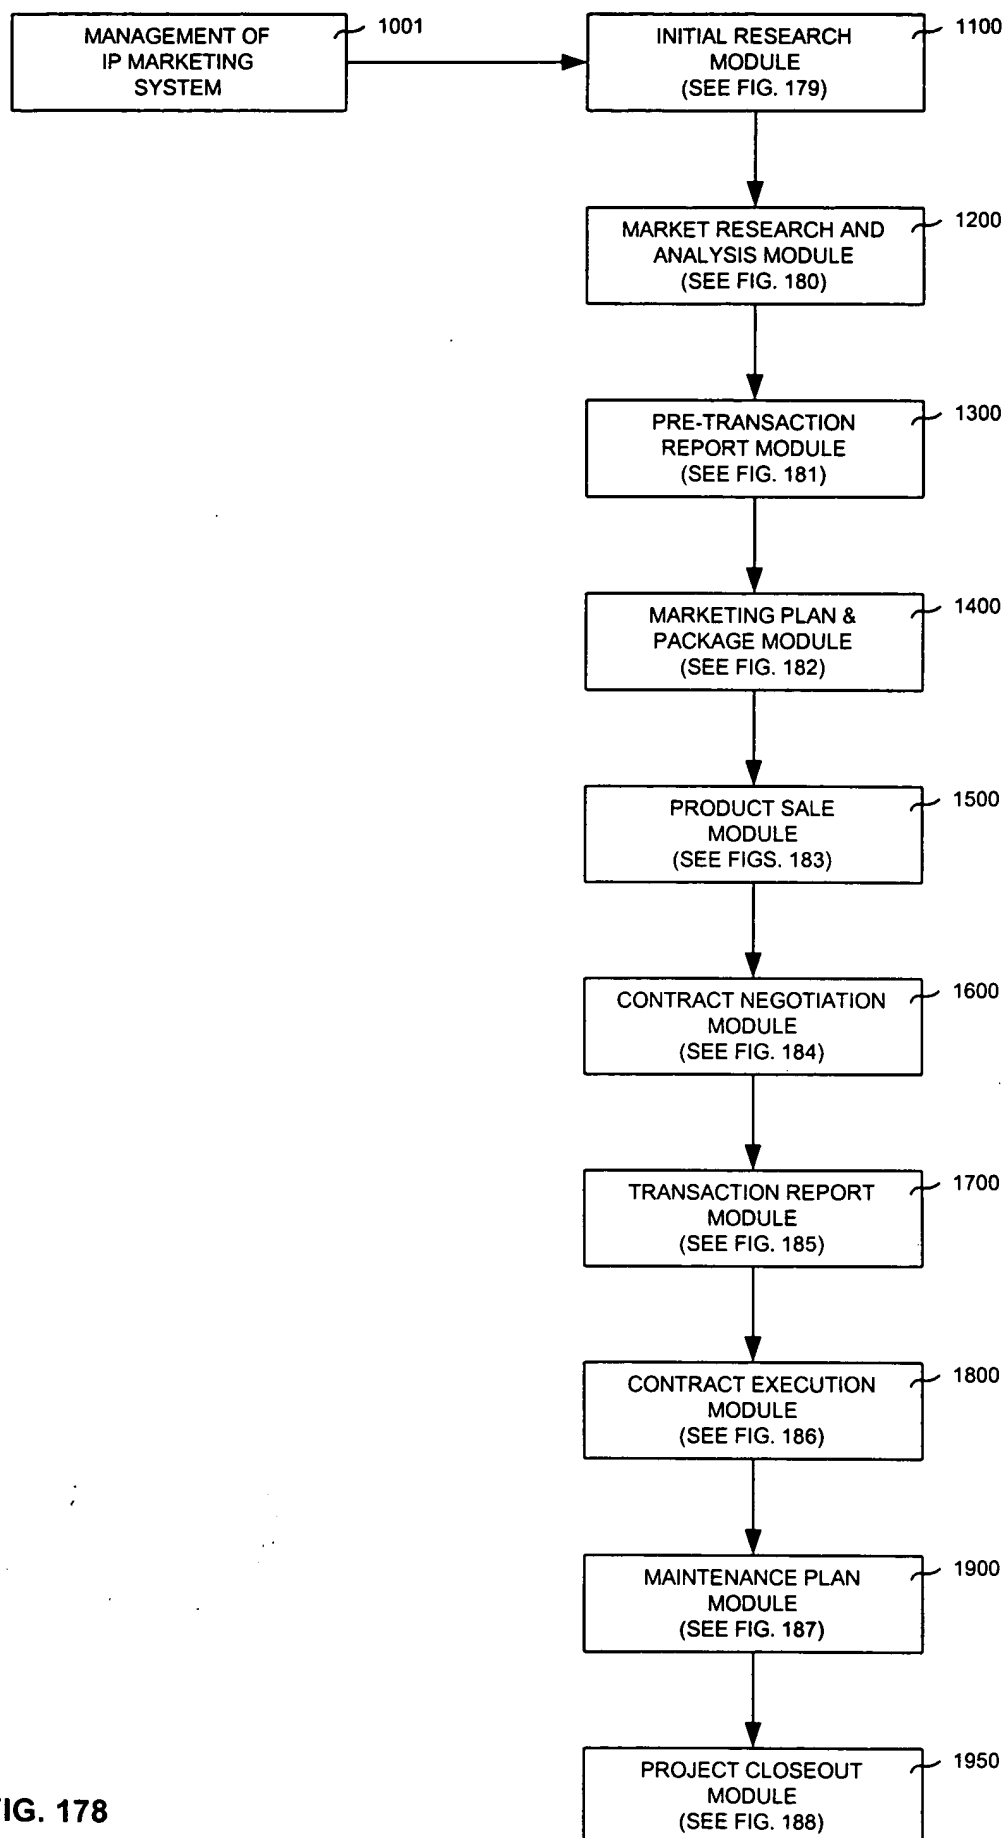 MANAGEMENT OF
IP MARKETING
SYSTEM
1001
INITIAL RESEARCH
MODULE
(SEE FIG. 179)
1100
MARKET RESEARCH AND
ANALYSIS MODULE
(SEE FIG. 180)
1200
PRE-TRANSACTION
REPORT MODULE
(SEE FIG. 181)
1300
MARKETING PLAN &
PACKAGE MODULE
(SEE FIG. 182)
1400
PRODUCT SALE
MODULE
(SEE FIGS. 183)
1500
CONTRACT NEGOTIATION
MODULE
(SEE FIG. 184)
1600
TRANSACTION REPORT
MODULE
(SEE FIG. 185)
1700
CONTRACT EXECUTION
MODULE
(SEE FIG. 186)
1800
MAINTENANCE PLAN
MODULE
(SEE FIG. 187)
1900
PROJECT CLOSEOUT
MODULE
(SEE FIG. 188)
1950
FIG. 178